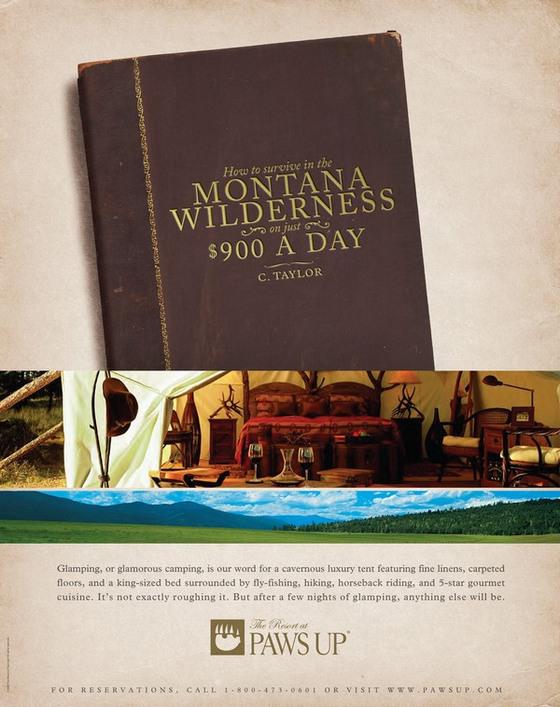 How to survive in the
MONTANA
WILDERNESS
on just
$900 A DAY
C. TAYLOR
Glamping, or glamorous camping, is our word for a cavernous luxury tent featuring fine linens, carpeted
floors, and a king-sized bed surrounded by fly-fishing, hiking, horseback riding, and 5-star gourmet
cuisine. It's not exactly roughing it. But after a few nights of glamping, anything else will be.
The Resort at
PAWS UP®
FOR RESERVATIONS, CALL 1-800-473-0601 OR VISIT WWW.PAWSUP.COM